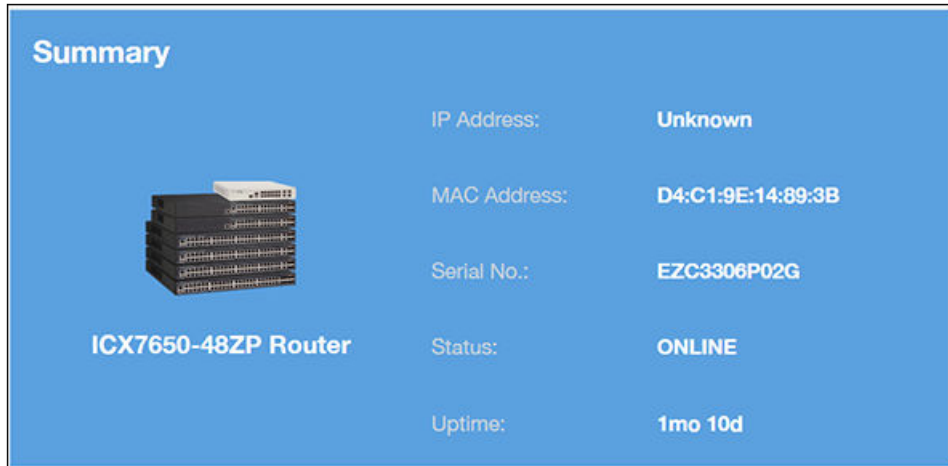 Summary
IP Address: Unknown
MAC Address: D4:C1:9E:14:89:3B
Serial No.: EZC3306P02G
ICX7650-48ZP Router
Status: ONLINE
Uptime: 1mo 10d